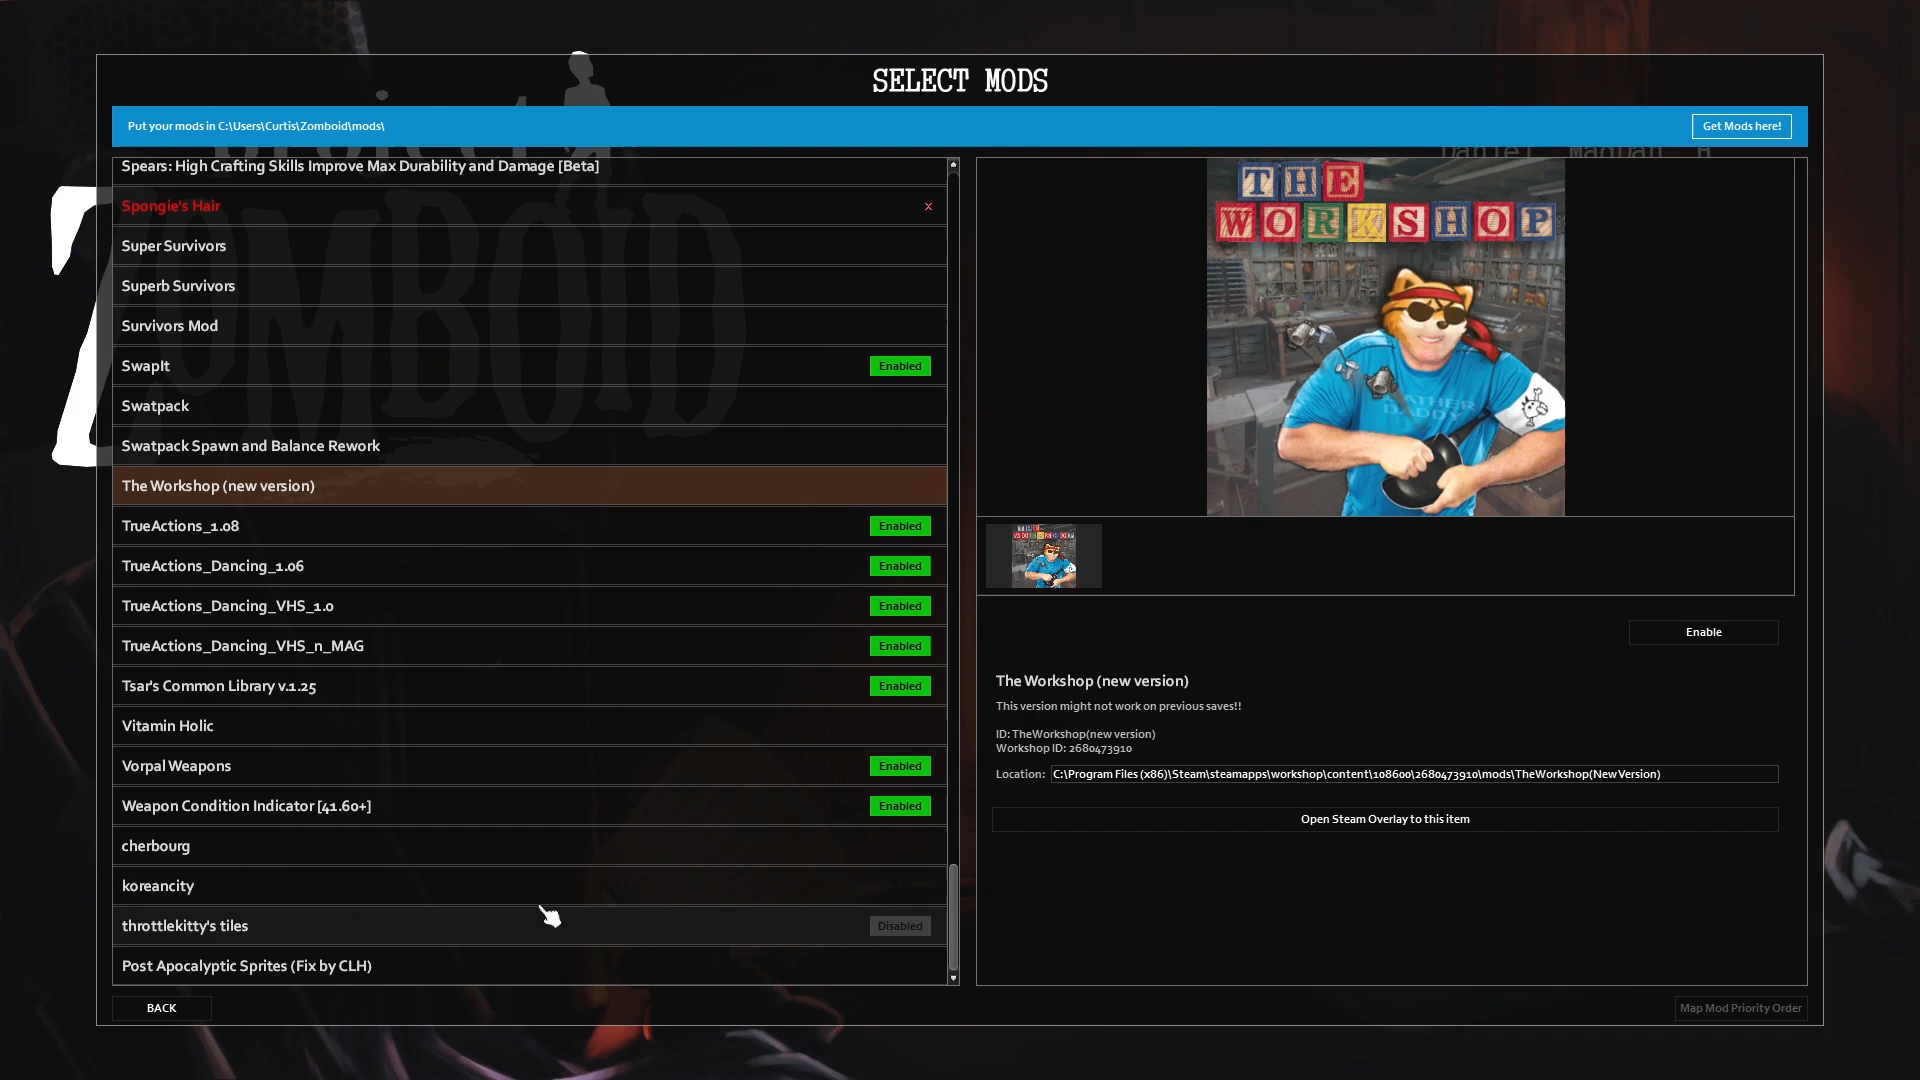 SELECT MODS
Put your mods in C:\Users\Curtis\Zomboid\mods\
Get Mods here!
Spears: High Crafting Skills Improve Max Durability and Damage [Beta]
Spongie's Hair x
Super Survivors
Superb Survivors
Survivors Mod
SwapIt Enabled
Swatpack
Swatpack Spawn and Balance Rework
The Workshop (new version)
TrueActions_1.08 Enabled
TrueActions_Dancing_1.06 Enabled
TrueActions_Dancing_VHS_1.0 Enabled
TrueActions_Dancing_VHS_n_MAG Enabled
Tsar's Common Library v.1.25 Enabled
Vitamin Holic
Vorpal Weapons Enabled
Weapon Condition Indicator [41.60+] Enabled
cherbourg
koreancity
throttlekitty's tiles Disabled
Post Apocalyptic Sprites (Fix by CLH)
BACK
ZOMBOID
THE
WORKSHOP
DADDY
Enable
The Workshop (new version)
This version might not work on previous saves!!
ID: TheWorkshop(new version)
Workshop ID: 2680473910
Location: C:\Program Files (x86)\Steam\steamapps\workshop\content\108600\2680473910\mods\TheWorkshop(New Version)
Open Steam Overlay to this item
Map Mod Priority Order